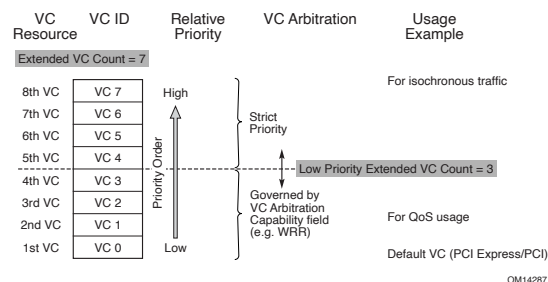 VC Resource
VC ID
Relative Priority
VC Arbitration
Usage Example
Extended VC Count = 7
8th VC VC 7 High For isochronous traffic
7th VC VC 6
6th VC VC 5
5th VC VC 4
Strict Priority
Priority Order
Low Priority Extended VC Count = 3
4th VC VC 3
3rd VC VC 2
2nd VC VC 1 For QoS usage
1st VC VC 0 Low Default VC (PCI Express/PCI)
Governed by
VC Arbitration
Capability field
(e.g. WRR)
OM14287